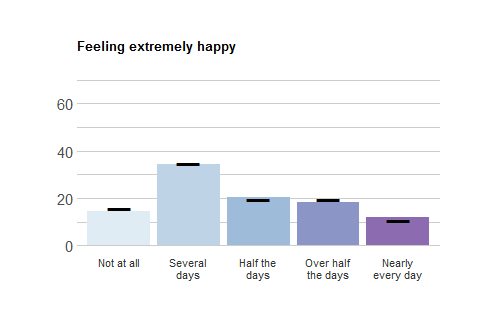 Feeling extremely happy
60
40
20
0
Not at all
Several
days
Half the
days
Over half
the days
Nearly
every day